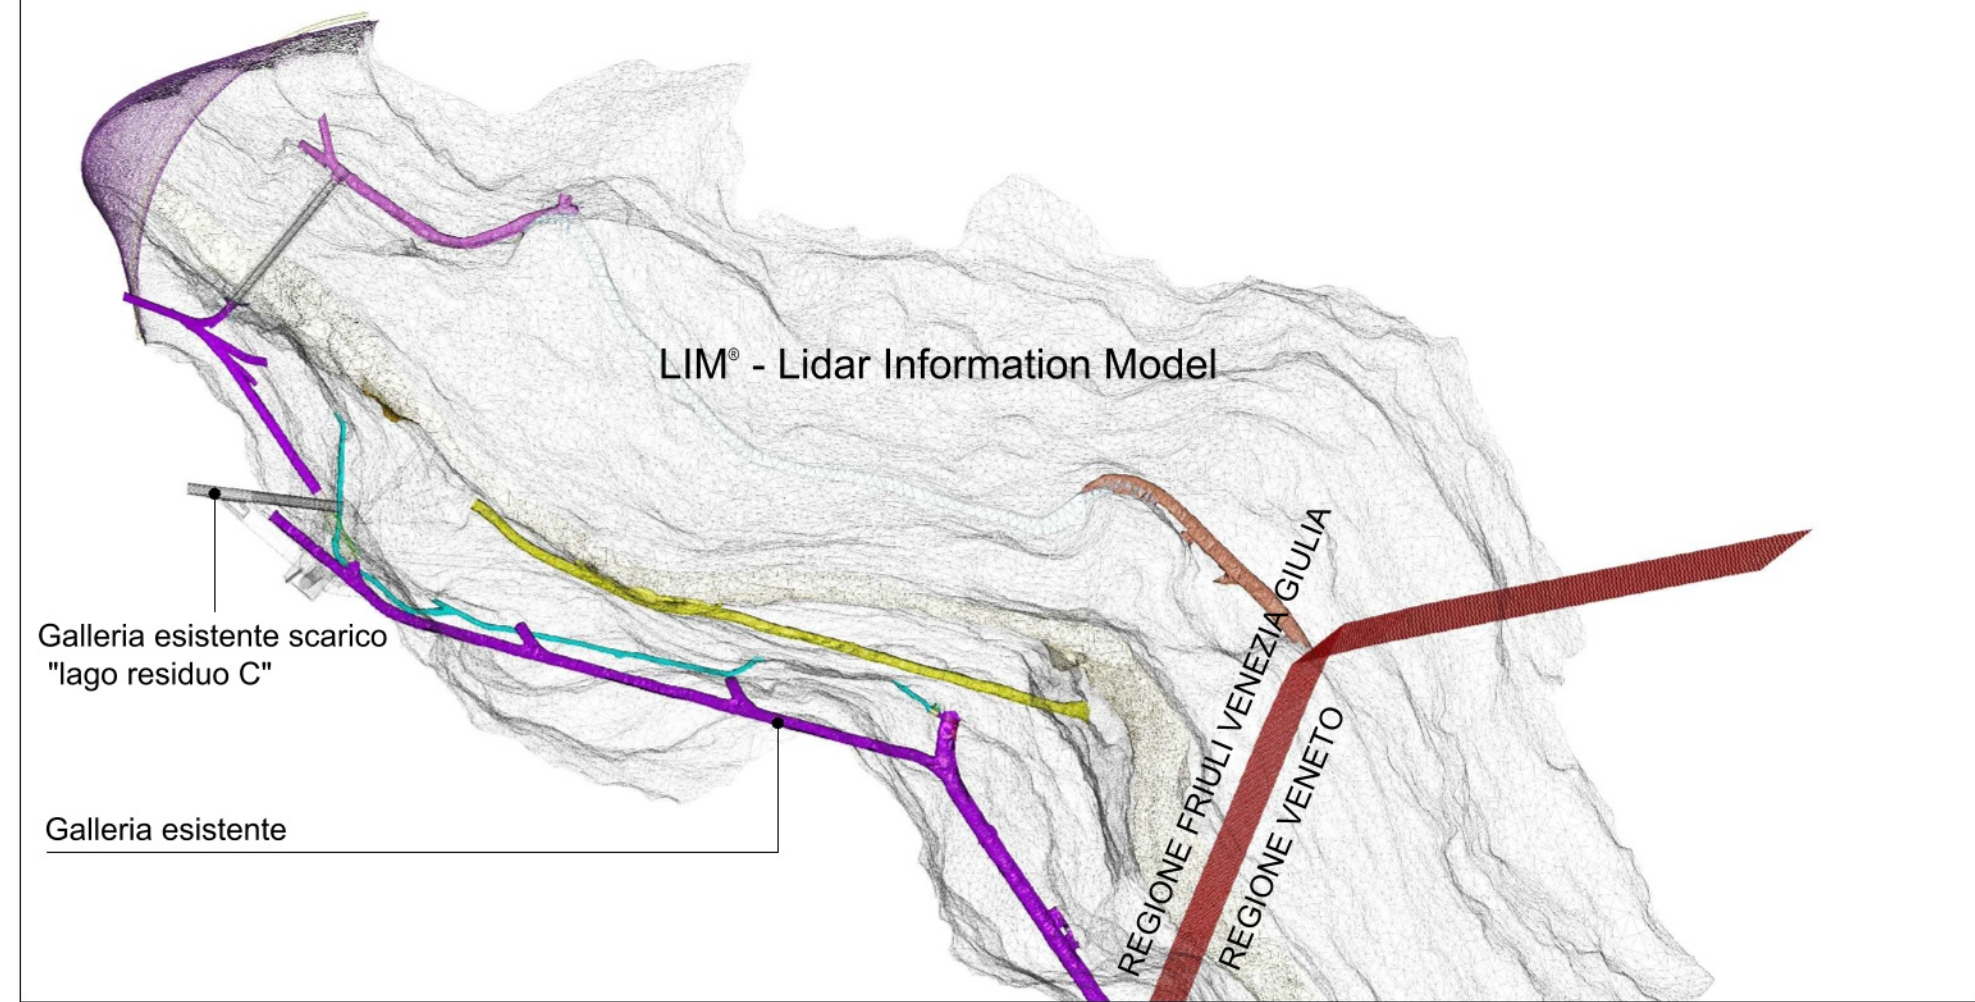 LIM® - Lidar Information Model
REGIONE FRIULI VENEZIA GIULIA
REGIONE VENETO
Galleria esistente scarico
"lago residuo C"
Galleria esistente